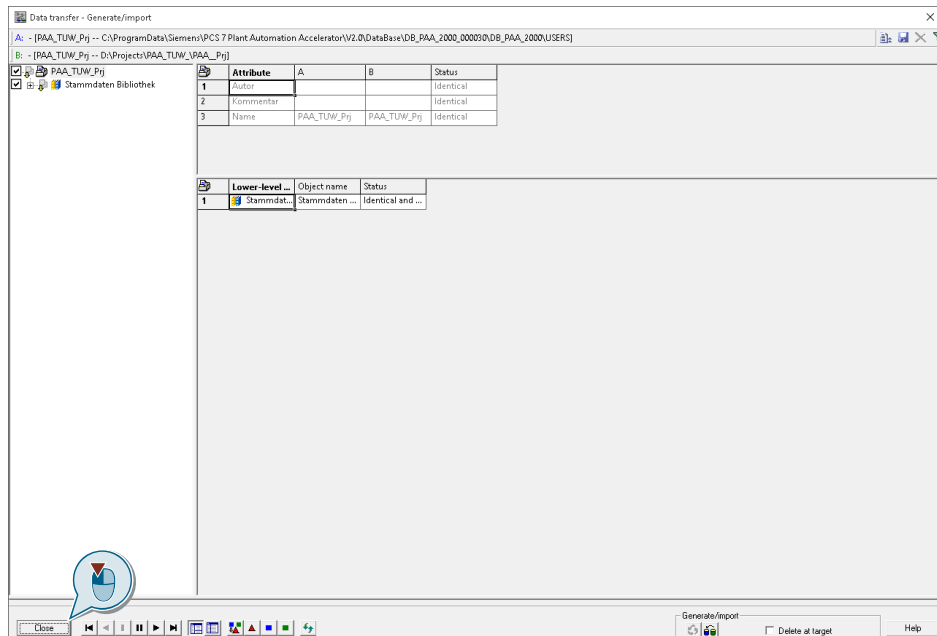 Data transfer - Generate/import
A: - [PAA_TUW_Prj -- C:\ProgramData\Siemens\PCS 7 Plant Automation Accelerator\V2.0\DataBase\DB_PAA_2000_000030\DB_PAA_2000\USERS]
B: - [PAA_TUW_Prj -- D:\Projects\PAA_TUW_\PAA__Prj]
PAA_TUW_Prj
Stammdaten Bibliothek
Attribute A B Status
1 Autor Identical
2 Kommentar Identical
3 Name PAA_TUW_Prj PAA_TUW_Prj Identical
Lower-level ... Object name Status
1 Stammdat... Stammdaten ... Identical and ...
Close
Generate/import
Delete at target
Help